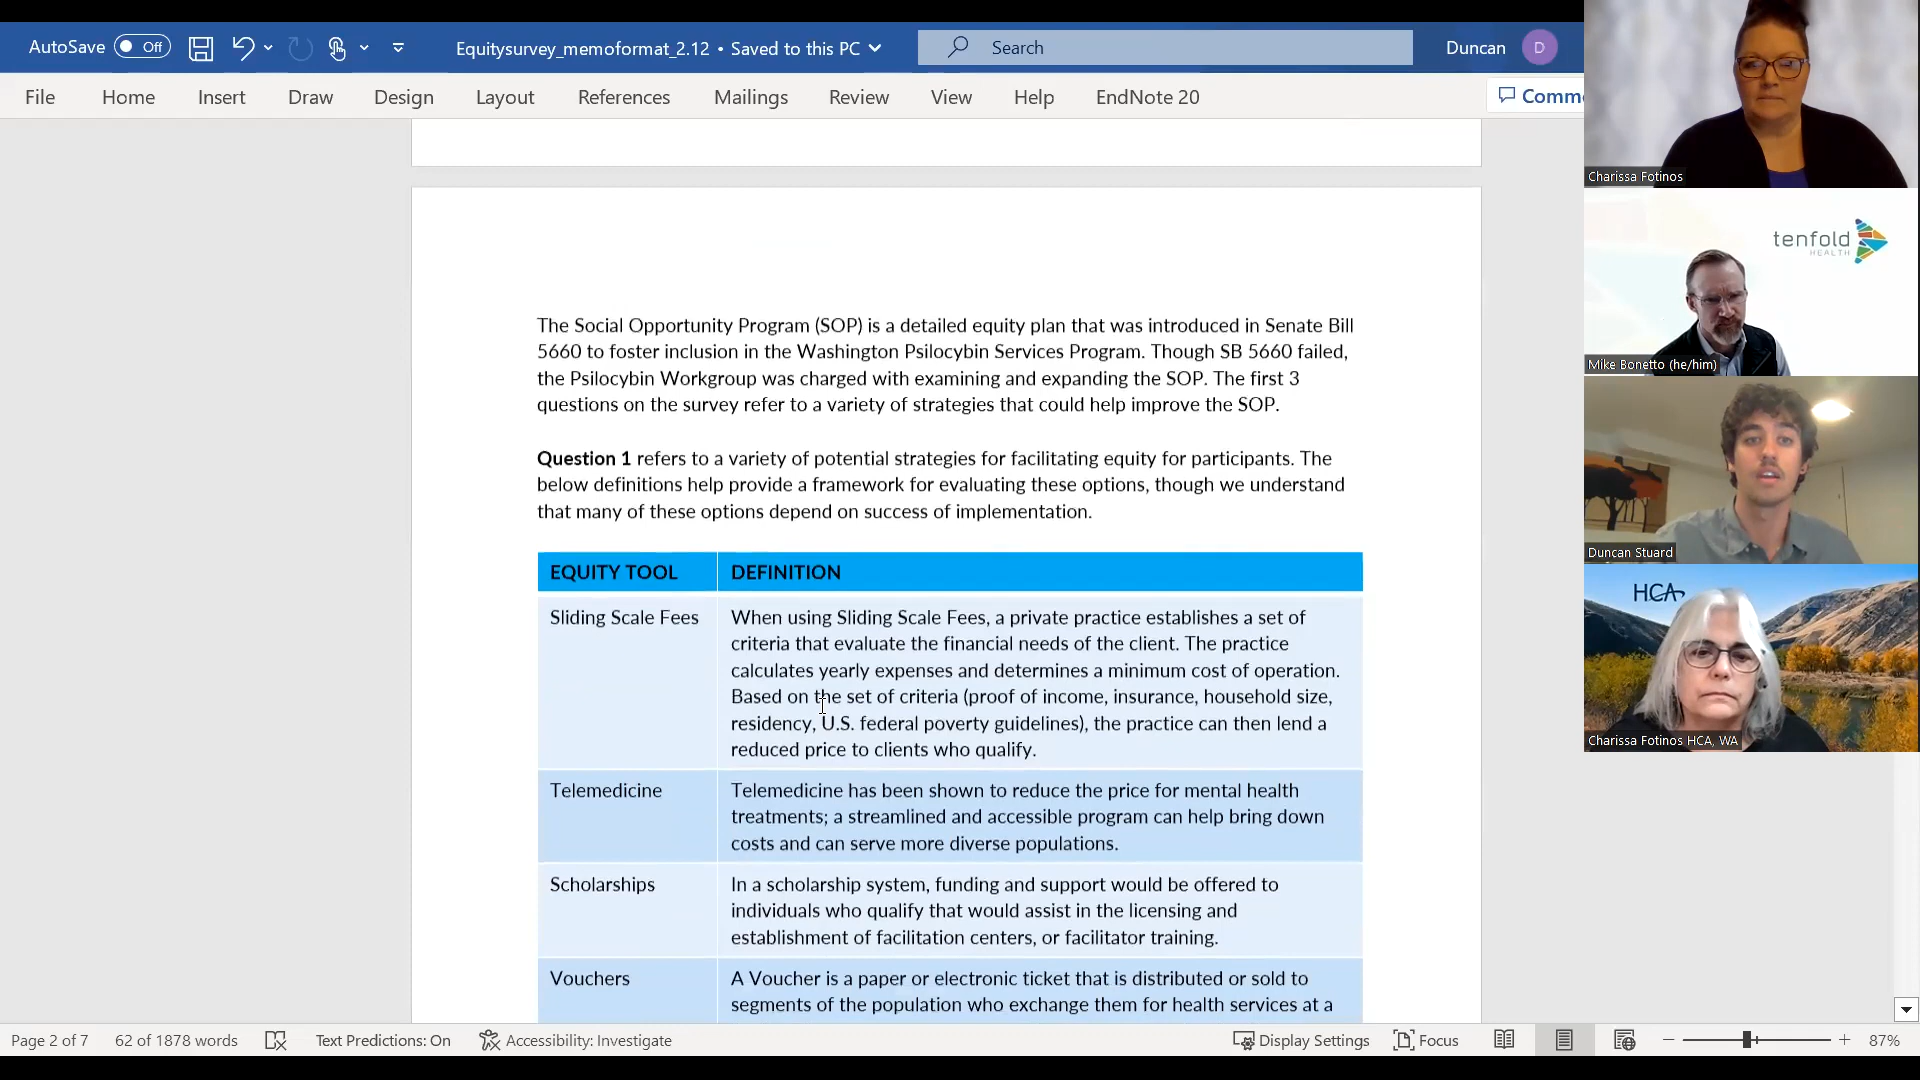 AutoSave Off Equitysurvey_memoformat_2.12 • Saved to this PC Search Duncan D
File Home Insert Draw Design Layout References Mailings Review View Help EndNote 20 Comme
The Social Opportunity Program (SOP) is a detailed equity plan that was introduced in Senate Bill
5660 to foster inclusion in the Washington Psilocybin Services Program. Though SB 5660 failed,
the Psilocybin Workgroup was charged with examining and expanding the SOP. The first 3
questions on the survey refer to a variety of strategies that could help improve the SOP.
Question 1 refers to a variety of potential strategies for facilitating equity for participants. The
below definitions help provide a framework for evaluating these options, though we understand
that many of these options depend on success of implementation.
EQUITY TOOL DEFINITION
Sliding Scale Fees When using Sliding Scale Fees, a private practice establishes a set of
criteria that evaluate the financial needs of the client. The practice
calculates yearly expenses and determines a minimum cost of operation.
Based on the set of criteria (proof of income, insurance, household size,
residency, U.S. federal poverty guidelines), the practice can then lend a
reduced price to clients who qualify.
Telemedicine Telemedicine has been shown to reduce the price for mental health
treatments; a streamlined and accessible program can help bring down
costs and can serve more diverse populations.
Scholarships In a scholarship system, funding and support would be offered to
individuals who qualify that would assist in the licensing and
establishment of facilitation centers, or facilitator training.
Vouchers A Voucher is a paper or electronic ticket that is distributed or sold to
segments of the population who exchange them for health services at a
Page 2 of 7 62 of 1878 words Text Predictions: On Accessibility: Investigate Display Settings Focus 87%
Charissa Fotinos
tenfold
HEALTH
Mike Bonetto (he/him)
Duncan Stuard
HCA
Charissa Fotinos HCA, WA